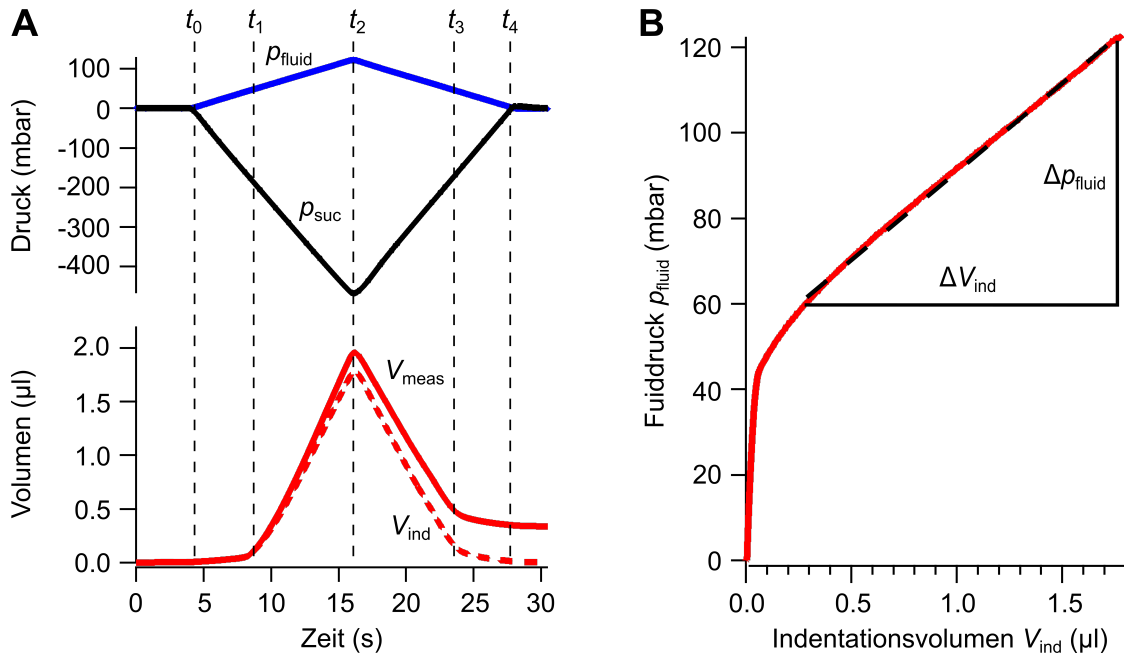 A
t0 t1 t2 t3 t4
pfluid
psuc
Druck (mbar)
100
0
-100
-200
-300
-400
Vmeas
Vind
Volumen (µl)
2.0
1.5
1.0
0.5
0.0
0 5 10 15 20 25 30
Zeit (s)
B
Fuiddruck pfluid (mbar)
120
100
80
60
40
20
0
Δpfluid
ΔVind
0.0 0.5 1.0 1.5
Indentationsvolumen Vind (µl)